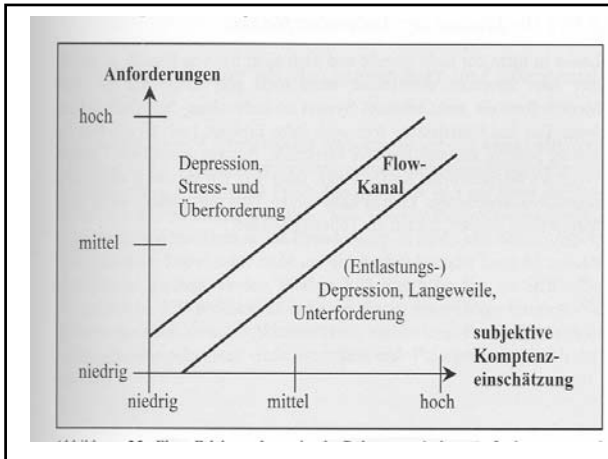 Anforderungen
hoch
Depression,
Stress- und
Überforderung
Flow-
Kanal
mittel
(Entlastungs-)
Depression, Langeweile,
Unterforderung
subjektive
Komptenz-
einschätzung
niedrig
niedrig
mittel
hoch